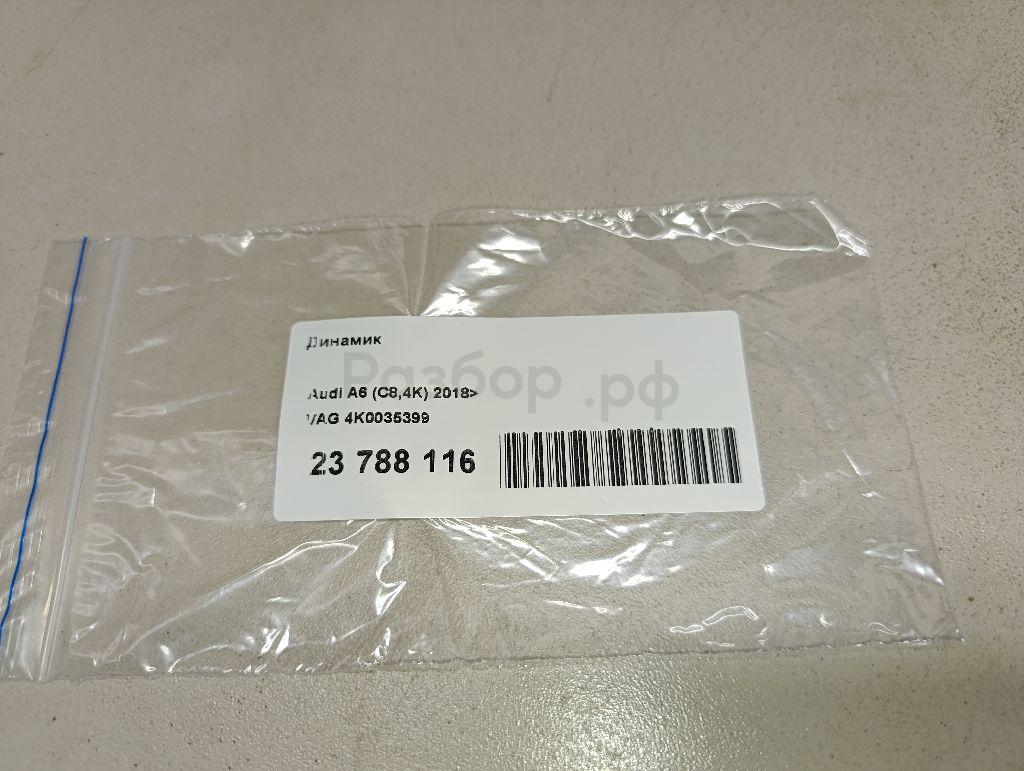 Динамик
Разбор.рф
Audi A6 (C8,4K) 2018>
VAG 4K0035399
23 788 116